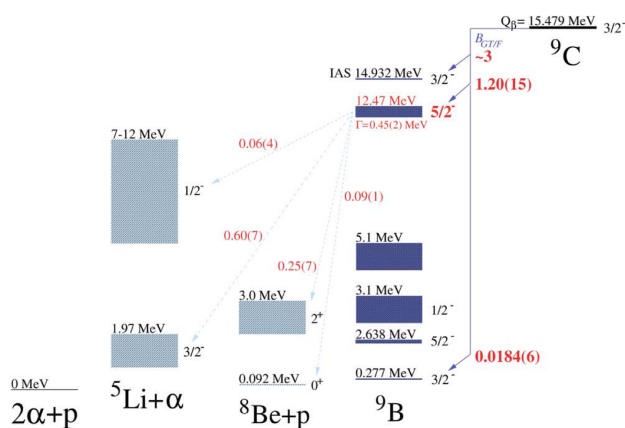 Qβ = 15.479 MeV
3/2-
9C
BGT/F
~3
IAS 14.932 MeV
3/2-
1.20(15)
12.47 MeV
5/2-
Γ=0.45(2) MeV
7-12 MeV
0.06(4)
1/2-
0.09(1)
0.60(7)
5.1 MeV
0.25(7)
3.0 MeV
2+
3.1 MeV
1/2-
1.97 MeV
3/2-
2.638 MeV
5/2-
0.0184(6)
0 MeV
0.092 MeV
0+
0.277 MeV
3/2-
2α+p
5Li+α
8Be+p
9B